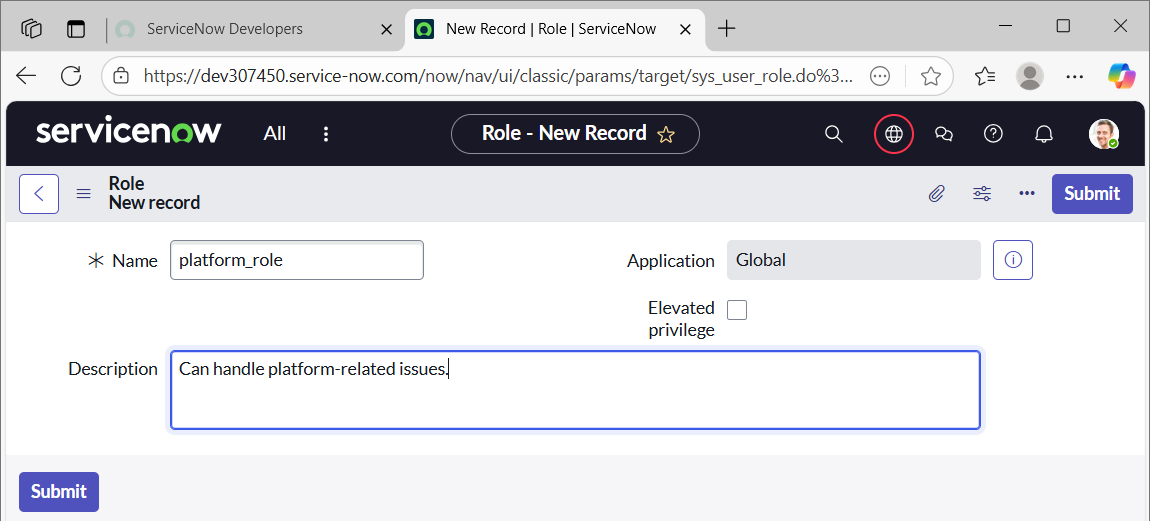 ServiceNow Developers
New Record | Role | ServiceNow
https://dev307450.service-now.com/now/nav/ui/classic/params/target/sys_user_role.do%3...
servicenow All Role - New Record
Role
New record
Submit
Name platform_role Application Global
Elevated
privilege
Description Can handle platform-related issues.
Submit